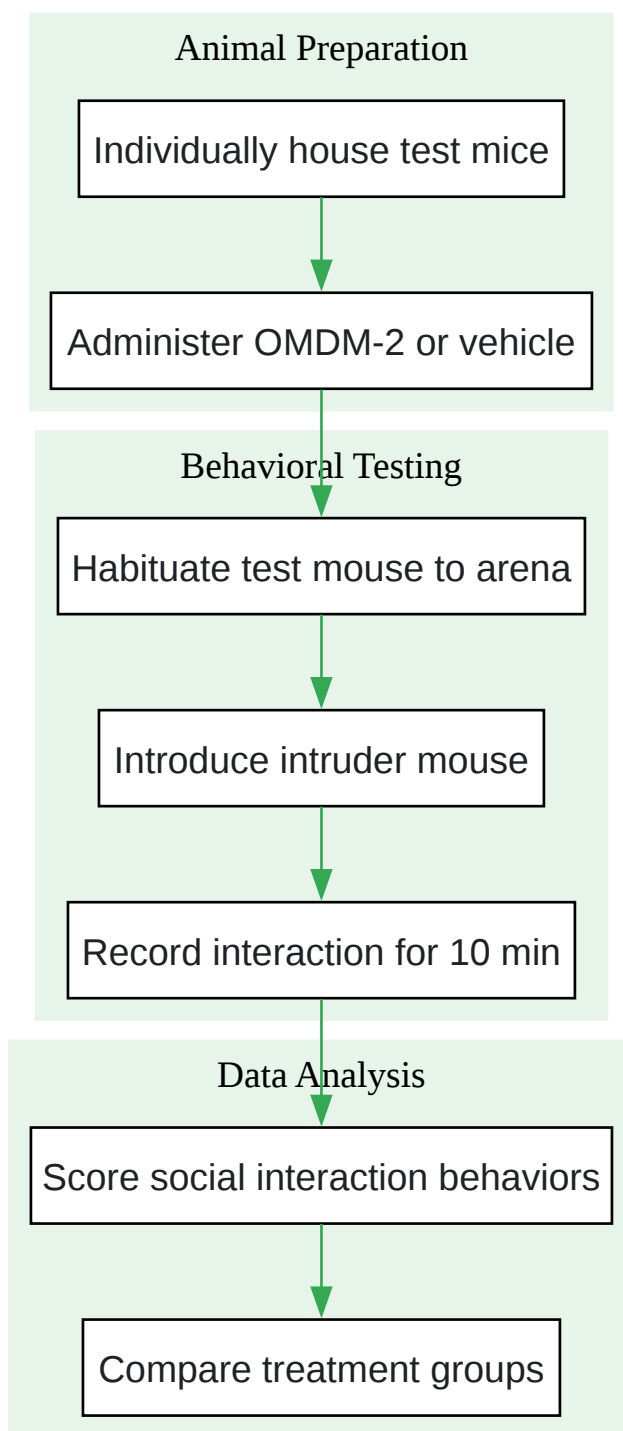 Animal Preparation
Individually house test mice
Administer OMDM-2 or vehicle
Behavioral Testing
Habituate test mouse to arena
Introduce intruder mouse
Record interaction for 10 min
Data Analysis
Score social interaction behaviors
Compare treatment groups